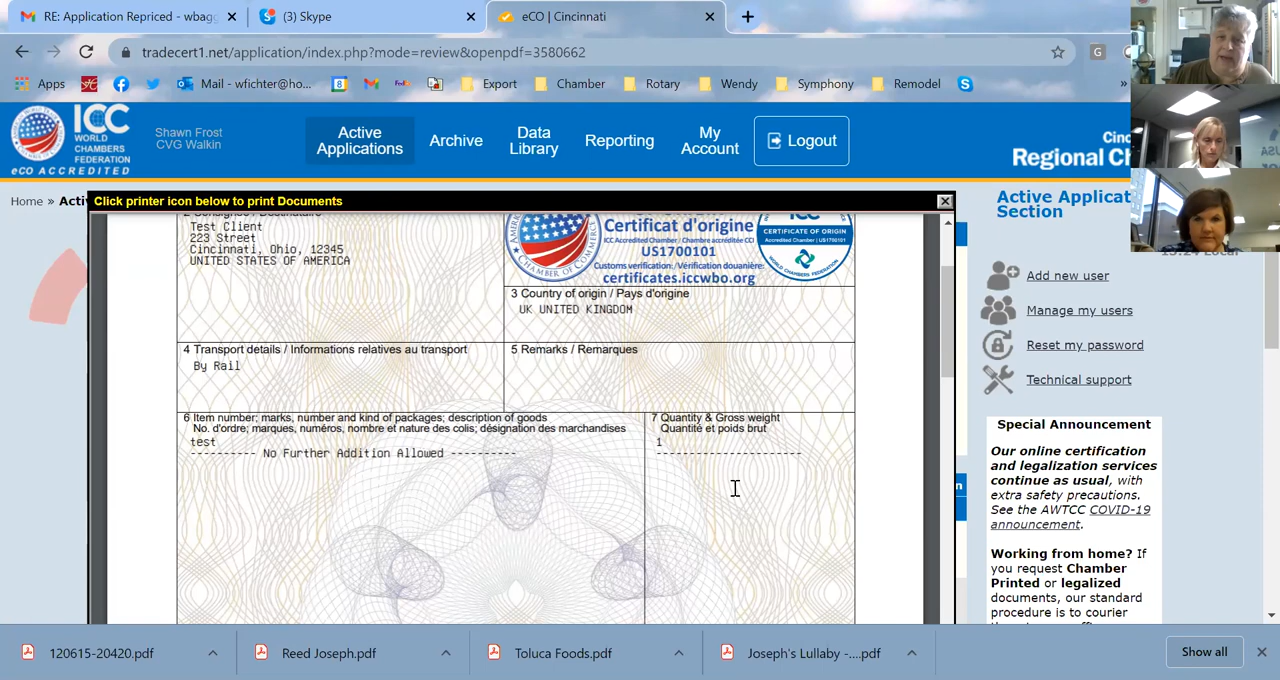 RE: Application Repriced - wbagg
(3) Skype
eCO | Cincinnati
tradecert1.net/application/index.php?mode=review&openpdf=3580662
G
Apps
Mail - wfichter@ho...
Export
Chamber
Rotary
Wendy
Symphony
Remodel
»
ICC
WORLD
CHAMBERS
FEDERATION
eCO ACCREDITED
Shawn Frost
CVG Walkin
Active
Applications
Archive
Data
Library
Reporting
My
Account
Logout
Regional Ch
Home »
Click printer icon below to print Documents
Test Client
223 Street
Cincinnati, Ohio, 12345
UNITED STATES OF AMERICA
Certificat d'origine
ICC Accredited Chamber / Chambre accréditée CCI
US1700101
Customs verification: / Vérification douanière:
certificates.iccwbo.org
CERTIFICATE OF ORIGIN
Accredited Chamber | US1700101
WORLD CHAMBERS FEDERATION
3 Country of origin / Pays d'origine
UK UNITED KINGDOM
4 Transport details / Informations relatives au transport
By Rail
5 Remarks / Remarques
6 Item number; marks, number and kind of packages; description of goods
No. d'ordre; marques, numéros, nombre et nature des colis; désignation des marchandises
test
---------- No Further Addition Allowed ----------
7 Quantity & Gross weight
Quantité et poids brut
1
-----------------------
Active Applicat
Section
Add new user
Manage my users
Reset my password
Technical support
Special Announcement
Our online certification
and legalization services
continue as usual, with
extra safety precautions.
See the AWTCC COVID-19
announcement.
Working from home? If
you request Chamber
Printed or legalized
documents, our standard
procedure is to courier
120615-20420.pdf
Reed Joseph.pdf
Toluca Foods.pdf
Joseph's Lullaby -....pdf
Show all